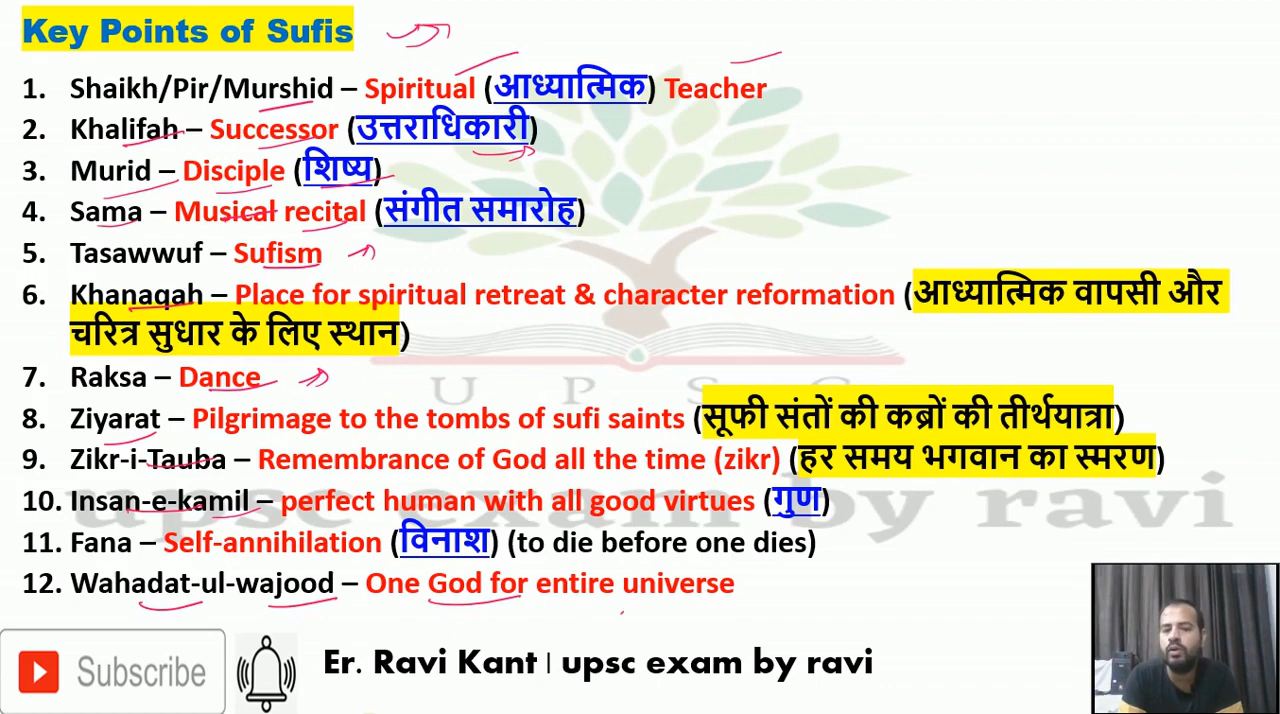 Key Points of Sufis
1. Shaikh/Pir/Murshid – Spiritual (आध्यात्मिक) Teacher
2. Khalifah – Successor (उत्तराधिकारी)
3. Murid – Disciple (शिष्य)
4. Sama – Musical recital (संगीत समारोह)
5. Tasawwuf – Sufism
6. Khanaqah – Place for spiritual retreat & character reformation (आध्यात्मिक वापसी और
चरित्र सुधार के लिए स्थान)
7. Raksa – Dance
UPSC
8. Ziyarat – Pilgrimage to the tombs of sufi saints (सूफी संतों की कब्रों की तीर्थयात्रा)
9. Zikr-i-Tauba – Remembrance of God all the time (zikr) (हर समय भगवान का स्मरण)
10. Insan-e-kamil – perfect human with all good virtues (गुण)
upsc exam by ravi
11. Fana – Self-annihilation (विनाश) (to die before one dies)
12. Wahadat-ul-wajood – One God for entire universe
Subscribe
Er. Ravi Kant | upsc exam by ravi